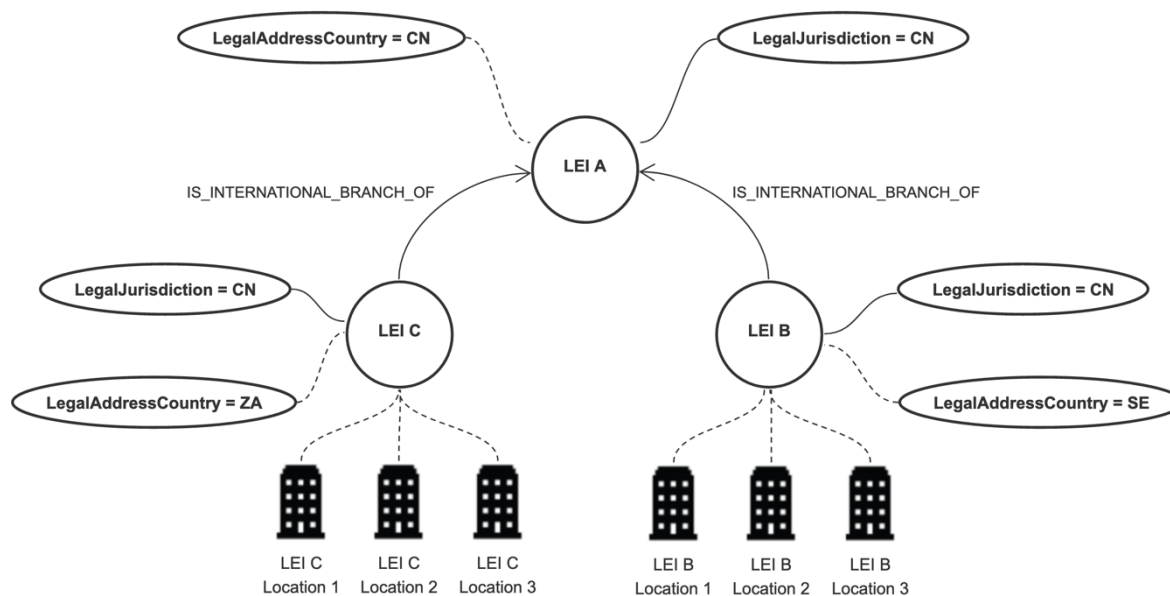 LegalAddressCountry = CN
LegalJurisdiction = CN
LEI A
IS_INTERNATIONAL_BRANCH_OF
IS_INTERNATIONAL_BRANCH_OF
LegalJurisdiction = CN
LegalJurisdiction = CN
LEI C
LEI B
LegalAddressCountry = ZA
LegalAddressCountry = SE
LEI C
Location 1
LEI C
Location 2
LEI C
Location 3
LEI B
Location 1
LEI B
Location 2
LEI B
Location 3